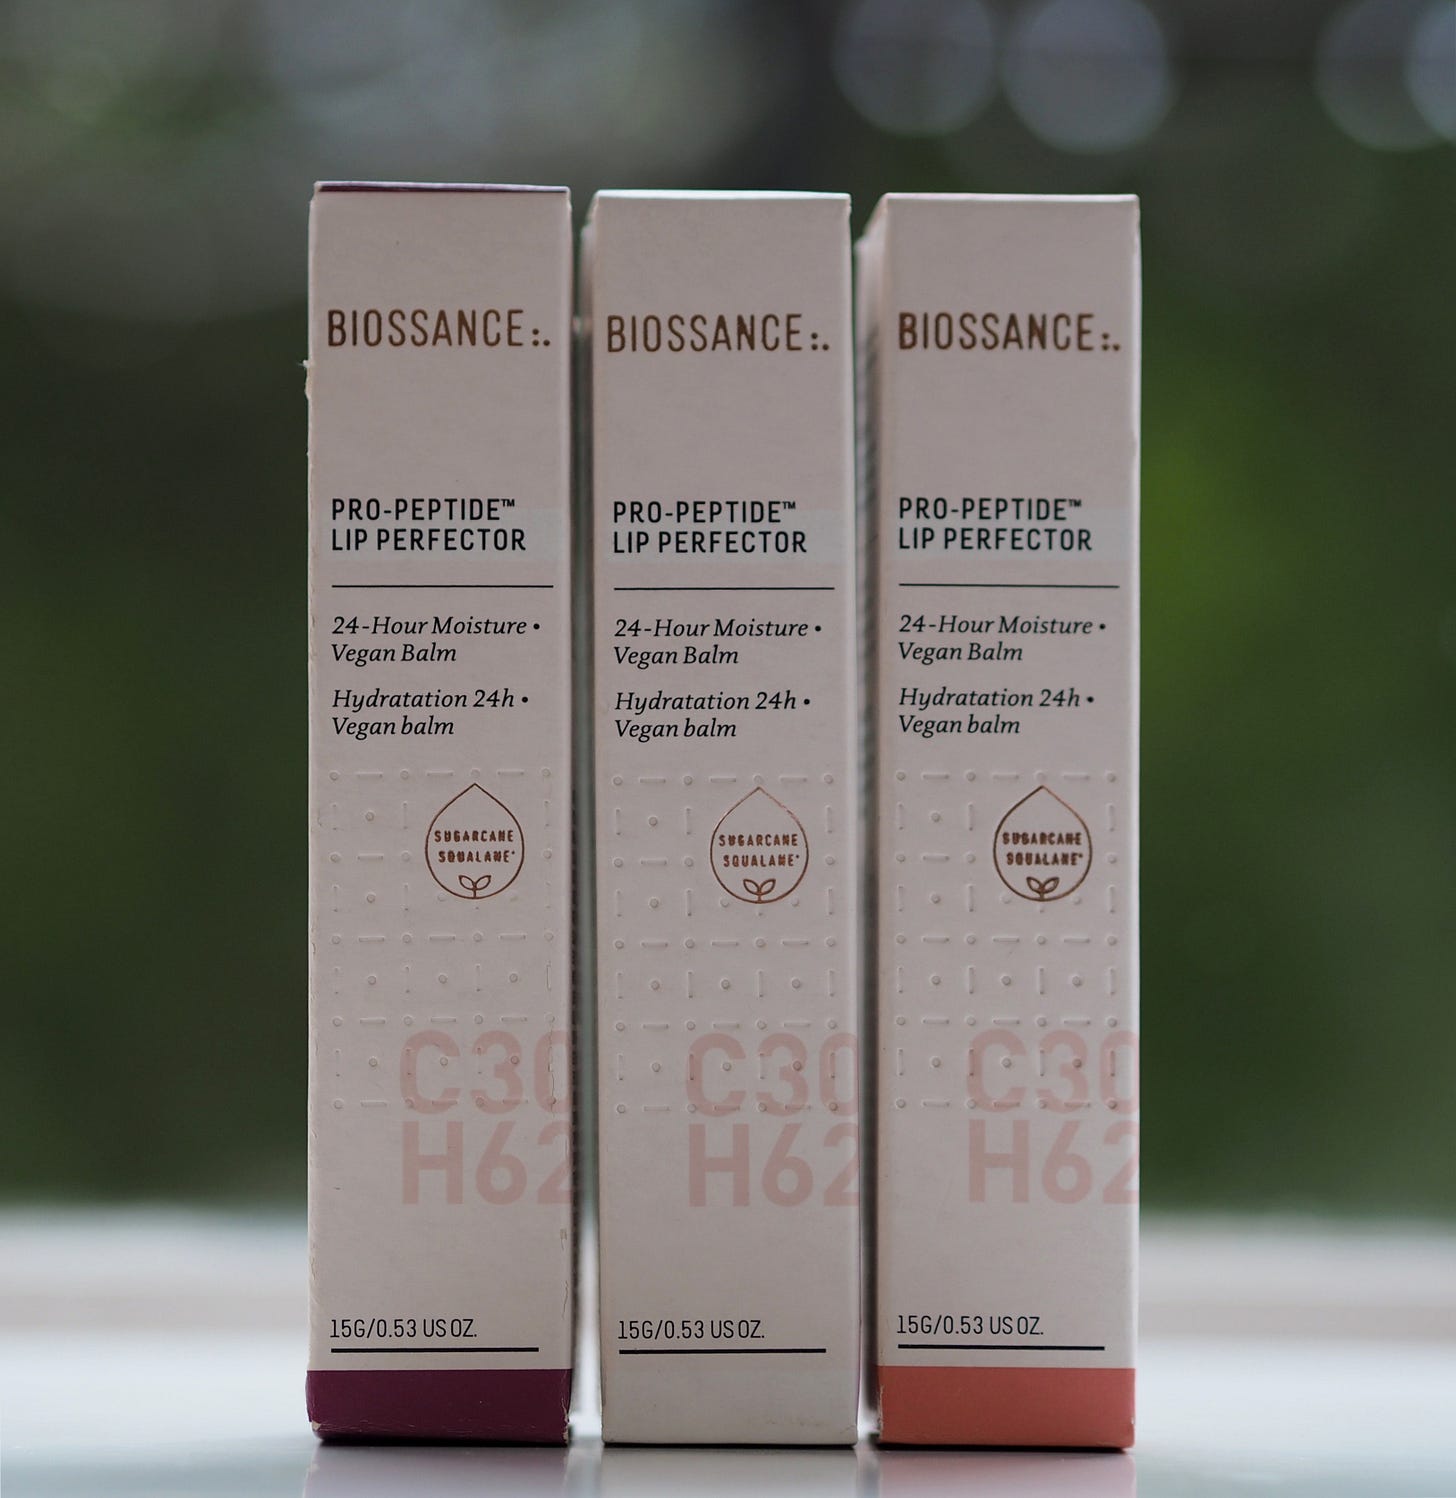 BIOSSANCE:.
PRO-PEPTIDE™
LIP PERFECTOR
24-Hour Moisture •
Vegan Balm
Hydratation 24h •
Vegan balm
SUGARCANE
SQUALANE*
C30
H62
15G/0.53 US OZ.
BIOSSANCE:.
PRO-PEPTIDE™
LIP PERFECTOR
24-Hour Moisture •
Vegan Balm
Hydratation 24h •
Vegan balm
SUGARCANE
SQUALANE*
C30
H62
15G/0.53 US OZ.
BIOSSANCE:.
PRO-PEPTIDE™
LIP PERFECTOR
24-Hour Moisture •
Vegan Balm
Hydratation 24h •
Vegan balm
SUGARCANE
SQUALANE*
C30
H62
15G/0.53 US OZ.